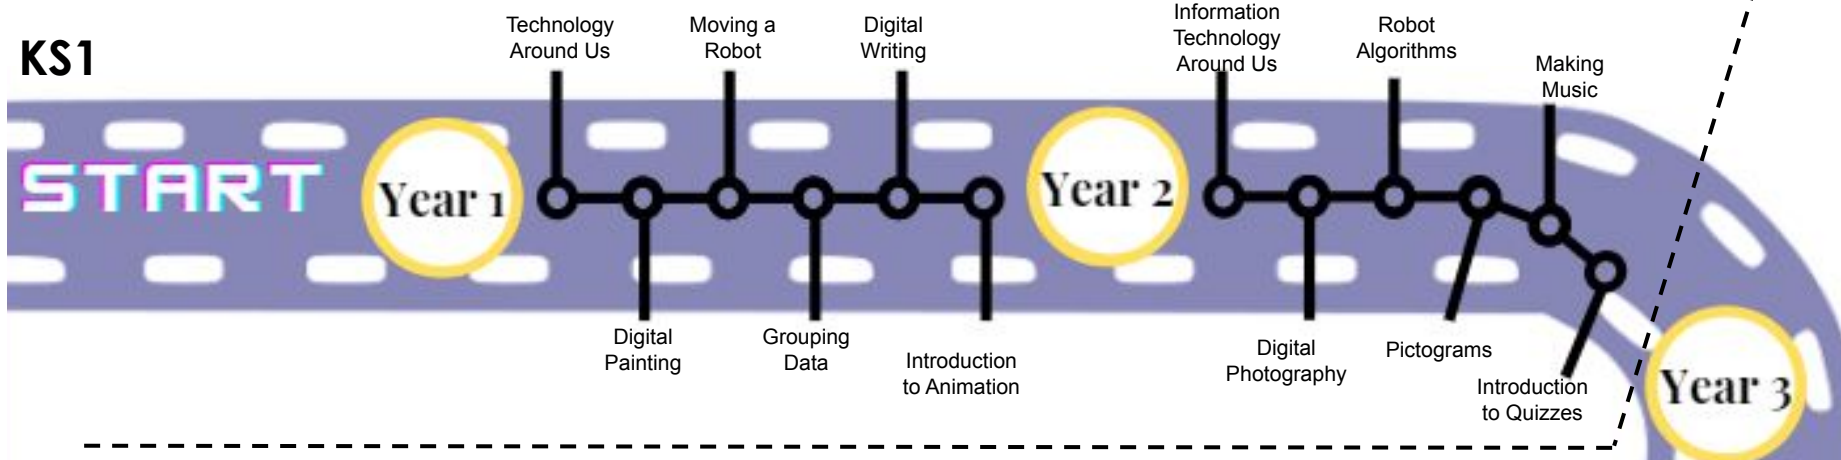 KS1
START
Year 1
Technology
Around Us
Digital
Painting
Moving a
Robot
Grouping
Data
Digital
Writing
Introduction
to Animation
Year 2
Information
Technology
Around Us
Digital
Photography
Robot
Algorithms
Pictograms
Making
Music
Introduction
to Quizzes
Year 3